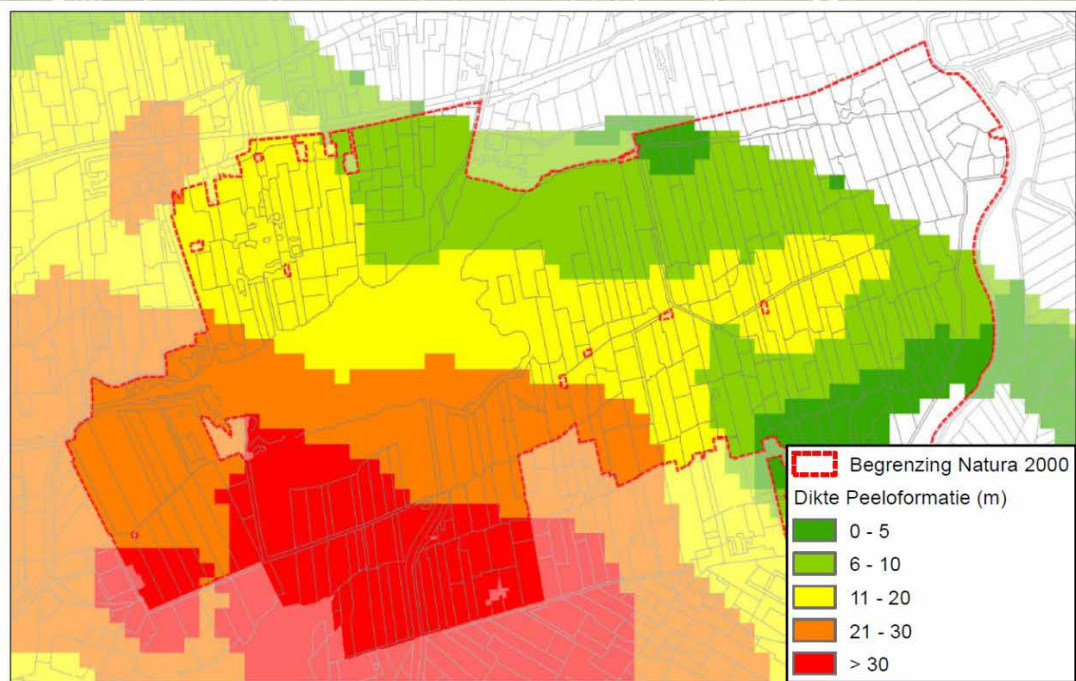 Begrenzing Natura 2000
Dikte Peeloformatie (m)
0 - 5
6 - 10
11 - 20
21 - 30
> 30